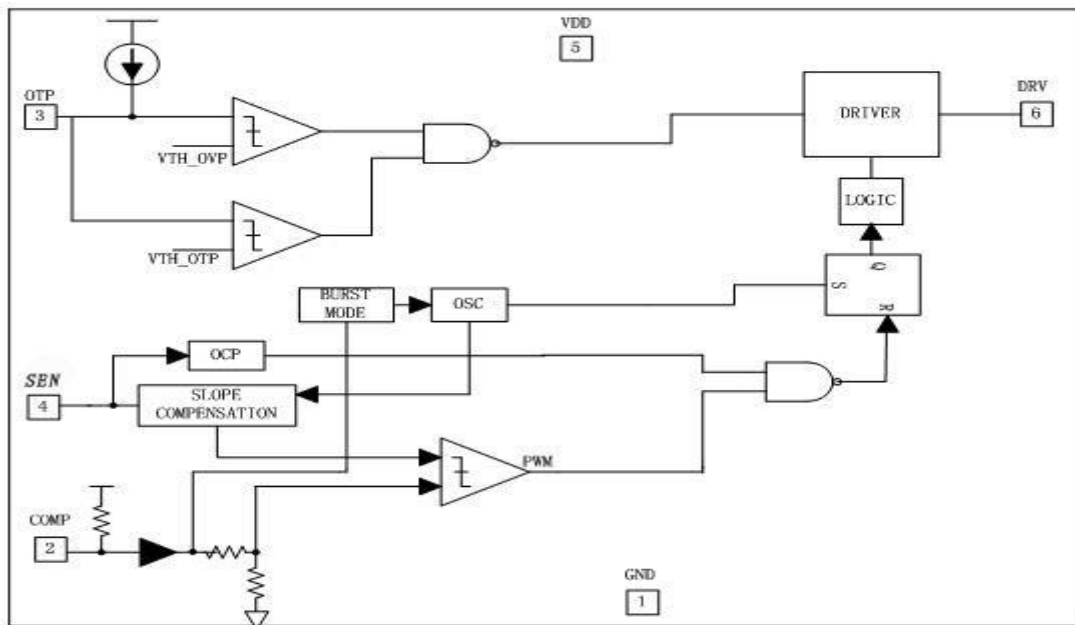 VDD
5
OTP
3
VTH_OVP
VTH_OTP
DRIVER
DRV
6
LOGIC
Q
S
R
BURST
MODE
OSC
OCP
SEN
4
SLOPE
COMPENSATION
PWM
COMP
2
GND
1